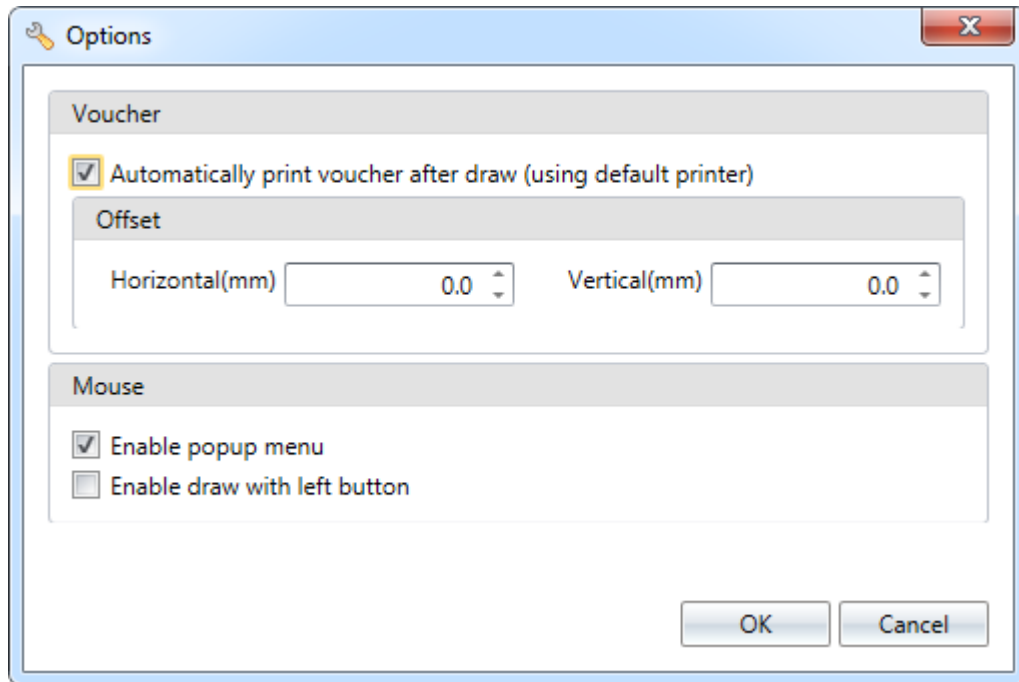 Options
Voucher
Automatically print voucher after draw (using default printer)
Offset
Horizontal(mm) 0.0 Vertical(mm) 0.0
Mouse
Enable popup menu
Enable draw with left button
OK Cancel